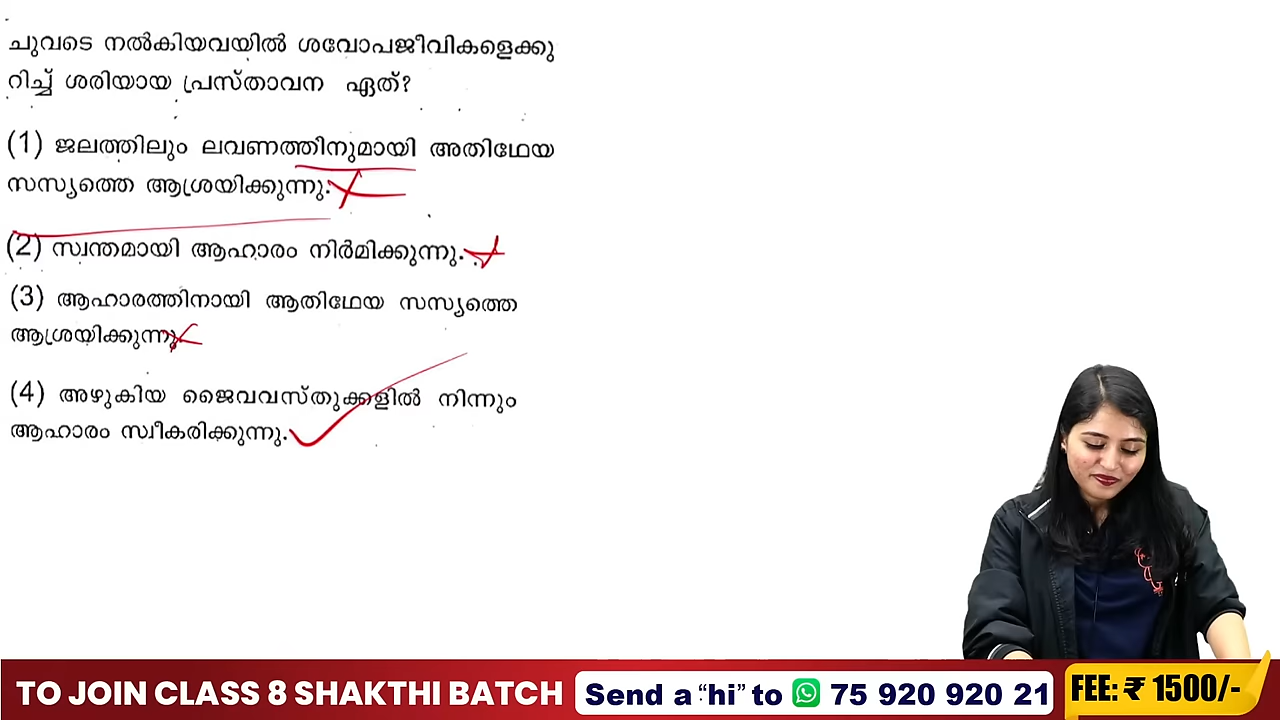 ചുവടെ നൽകിയവയിൽ ശവോപജീവികളെക്കു
റിച്ച് ശരിയായ പ്രസ്താവന ഏത്?
(1) ജലത്തിലും ലവണത്തിനുമായി അതിഥേയ
സസ്യത്തെ ആശ്രയിക്കുന്നു.
(2) സ്വന്തമായി ആഹാരം നിർമിക്കുന്നു.
(3) ആഹാരത്തിനായി ആതിഥേയ സസ്യത്തെ
ആശ്രയിക്കുന്നു.
(4) അഴുകിയ ജൈവവസ്തുക്കളിൽ നിന്നും
ആഹാരം സ്വീകരിക്കുന്നു.
TO JOIN CLASS 8 SHAKTHI BATCH Send a “hi” to 75 920 920 21 FEE: ₹ 1500/-